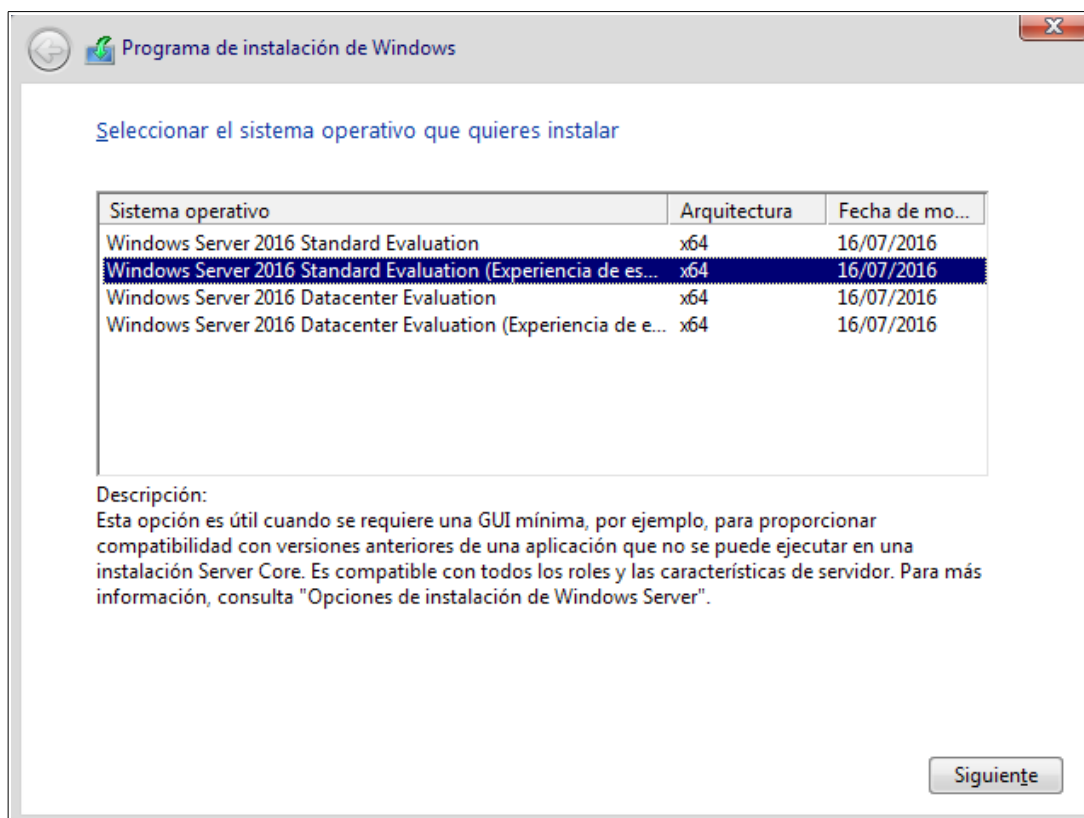 Programa de instalación de Windows
Seleccionar el sistema operativo que quieres instalar
Sistema operativo Arquitectura Fecha de mo...
Windows Server 2016 Standard Evaluation x64 16/07/2016
Windows Server 2016 Standard Evaluation (Experiencia de es... x64 16/07/2016
Windows Server 2016 Datacenter Evaluation x64 16/07/2016
Windows Server 2016 Datacenter Evaluation (Experiencia de e... x64 16/07/2016
Descripción:
Esta opción es útil cuando se requiere una GUI mínima, por ejemplo, para proporcionar
compatibilidad con versiones anteriores de una aplicación que no se puede ejecutar en una
instalación Server Core. Es compatible con todos los roles y las características de servidor. Para más
información, consulta "Opciones de instalación de Windows Server".
Siguiente